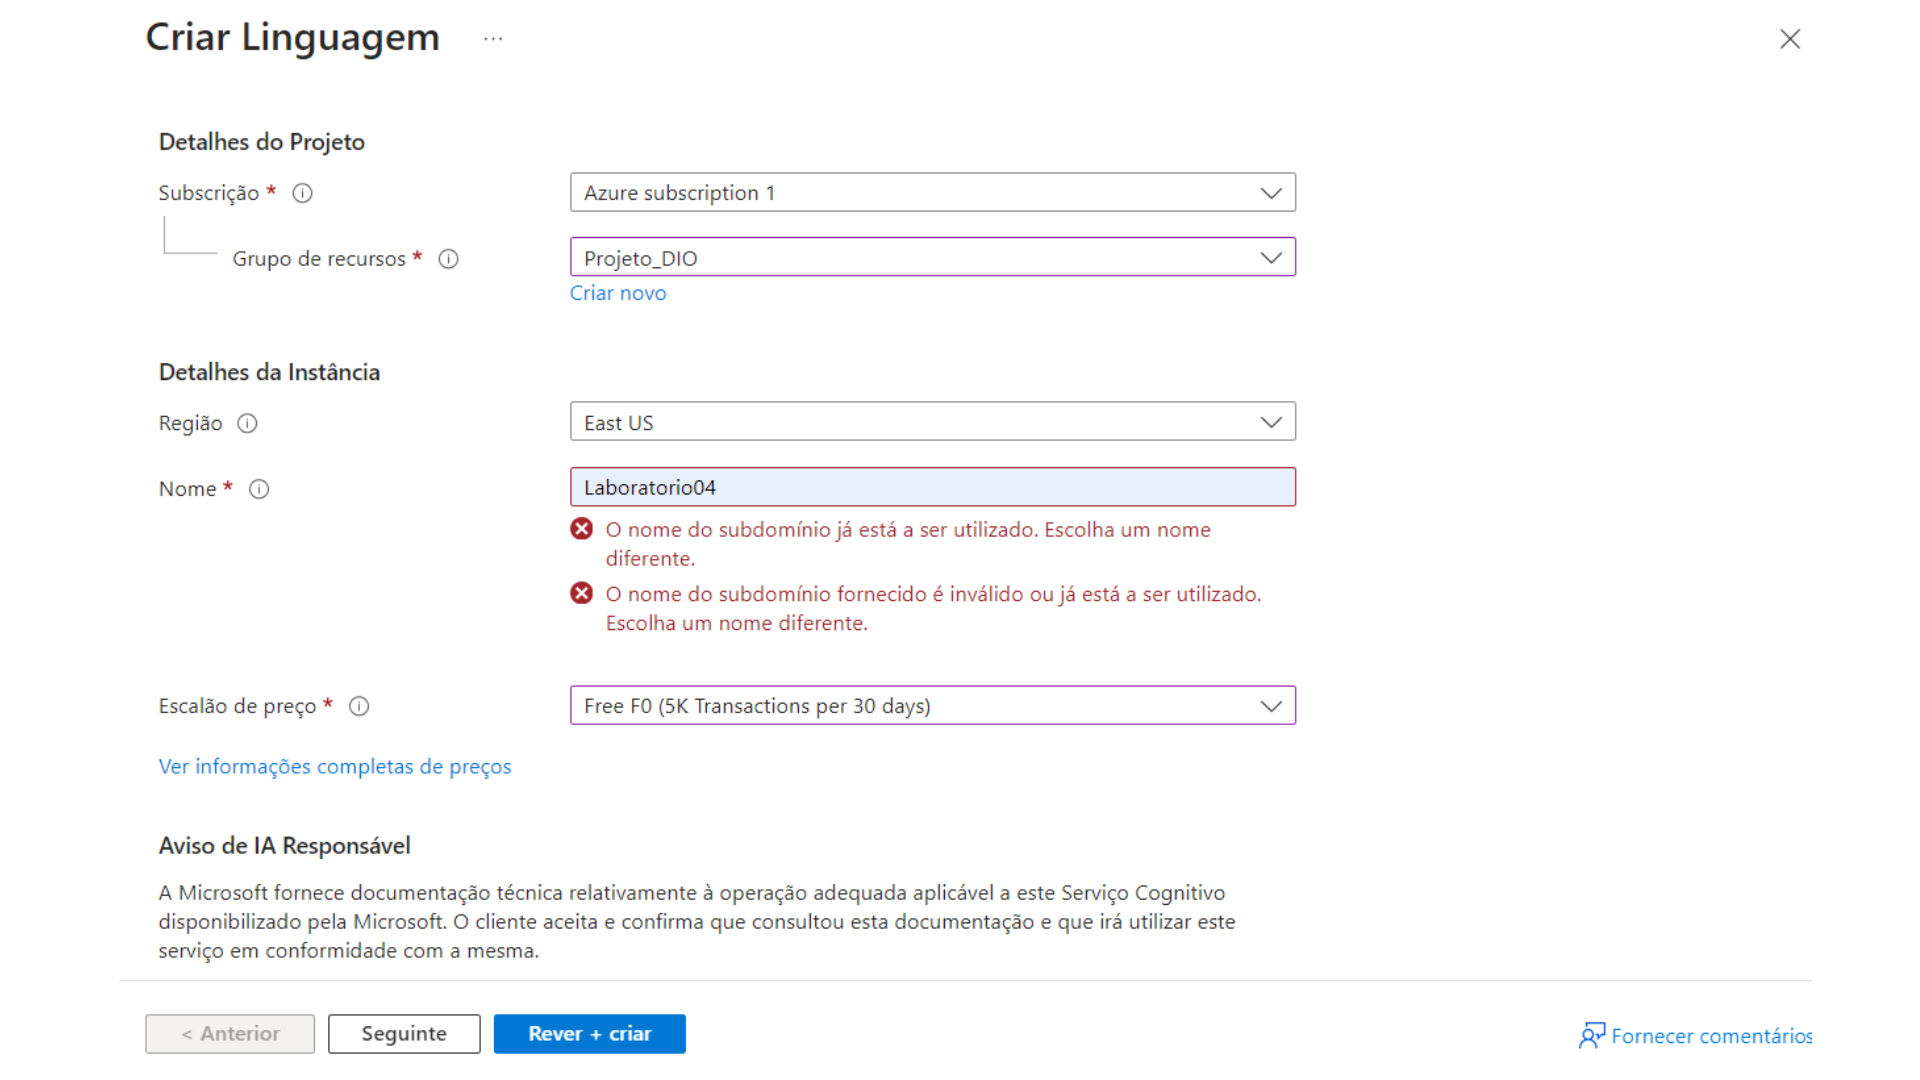 Criar Linguagem ...
Detalhes do Projeto
Subscrição *
Azure subscription 1
Grupo de recursos *
Projeto_DIO
Criar novo
Detalhes da Instância
Região
East US
Nome *
Laboratorio04
O nome do subdomínio já está a ser utilizado. Escolha um nome
diferente.
O nome do subdomínio fornecido é inválido ou já está a ser utilizado.
Escolha um nome diferente.
Escalão de preço *
Free F0 (5K Transactions per 30 days)
Ver informações completas de preços
Aviso de IA Responsável
A Microsoft fornece documentação técnica relativamente à operação adequada aplicável a este Serviço Cognitivo
disponibilizado pela Microsoft. O cliente aceita e confirma que consultou esta documentação e que irá utilizar este
serviço em conformidade com a mesma.
< Anterior
Seguinte
Rever + criar
Fornecer comentários